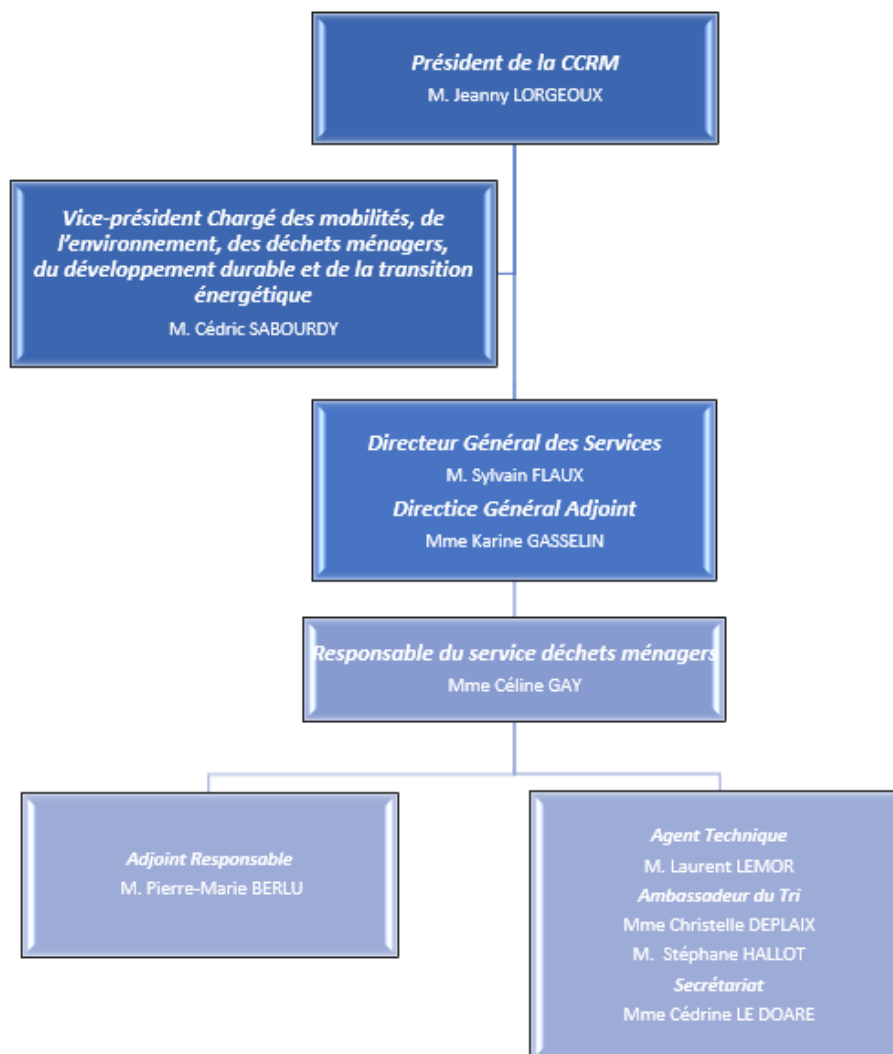 Président de la CCRM
M. Jeanny LORGEOUX
Vice-président Chargé des mobilités, de
l'environnement, des déchets ménagers,
du développement durable et de la transition
énergétique
M. Cédric SABOURDY
Directeur Général des Services
M. Sylvain FLAUX
Directice Général Adjoint
Mme Karine GASSELIN
Responsable du service déchets ménagers
Mme Céline GAY
Adjoint Responsable
M. Pierre-Marie BERLU
Agent Technique
M. Laurent LEMOR
Ambassadeur du Tri
Mme Christelle DEPLAIX
M. Stéphane HALLOT
Secrétariat
Mme Cédrine LE DOARE